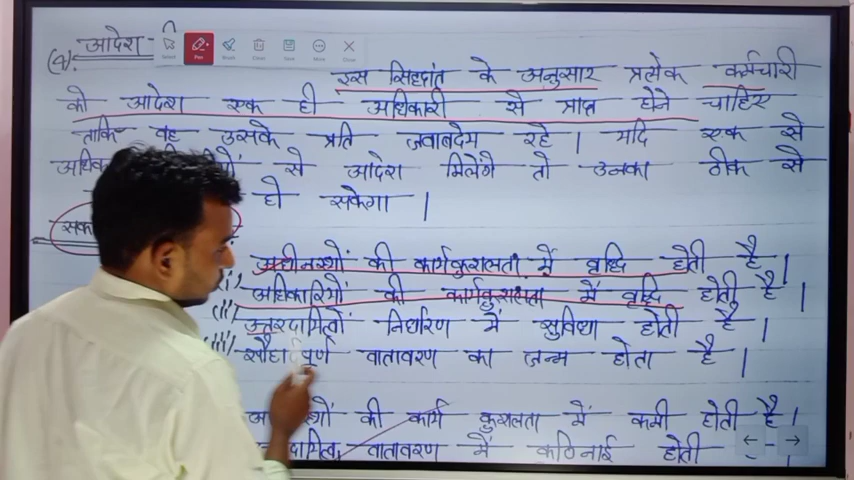 (4) आदेश
Pen
इस सिद्धांत के अनुसार प्रत्येक कर्मचारी
को आदेश एक ही अधिकारी से प्राप्त होने चाहिए
ताकि वह उसके प्रति जवाबदेय रहे । यदि एक से
से आदेश मिलेंगे तो उनका ठीक से
हो सकेगा ।
अधीनस्थों की कार्यकुशलता में वृद्धि होती है ।
(ii) अधिकारियों की कार्यकुशलता में वृद्धि होती है ।
(iii) उत्तरदायित्वों निर्धारण में सुविधा होती है ।
वातावरण का जन्म होता है ।
की कार्य कुशलता में कमी होती है ।
वातावरण में कठिनाई होती